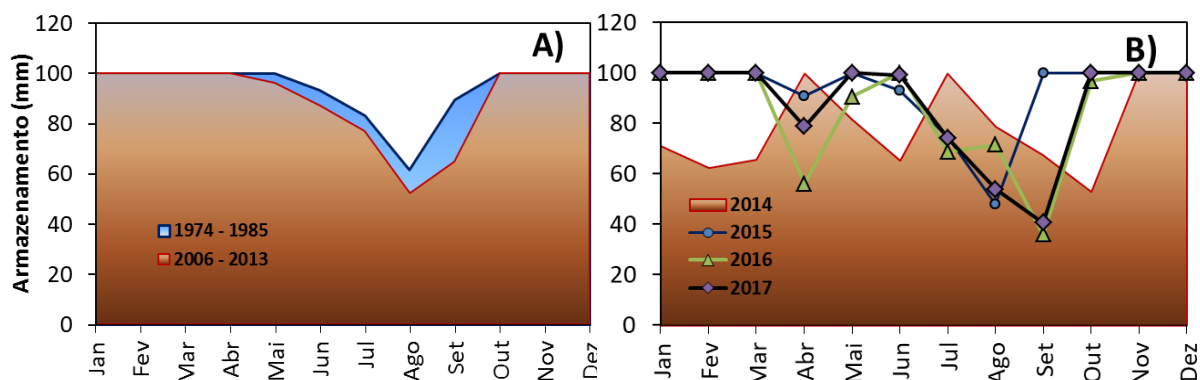 Armazenamento (mm)
120
100
80
60
40
20
0
A)
1974 - 1985
2006 - 2013
Jan
Fev
Mar
Abr
Mai
Jun
Jul
Ago
Set
Out
Nov
Dez
120
100
80
60
40
20
0
B)
2014
2015
2016
2017
Jan
Fev
Mar
Abr
Mai
Jun
Jul
Ago
Set
Out
Nov
Dez